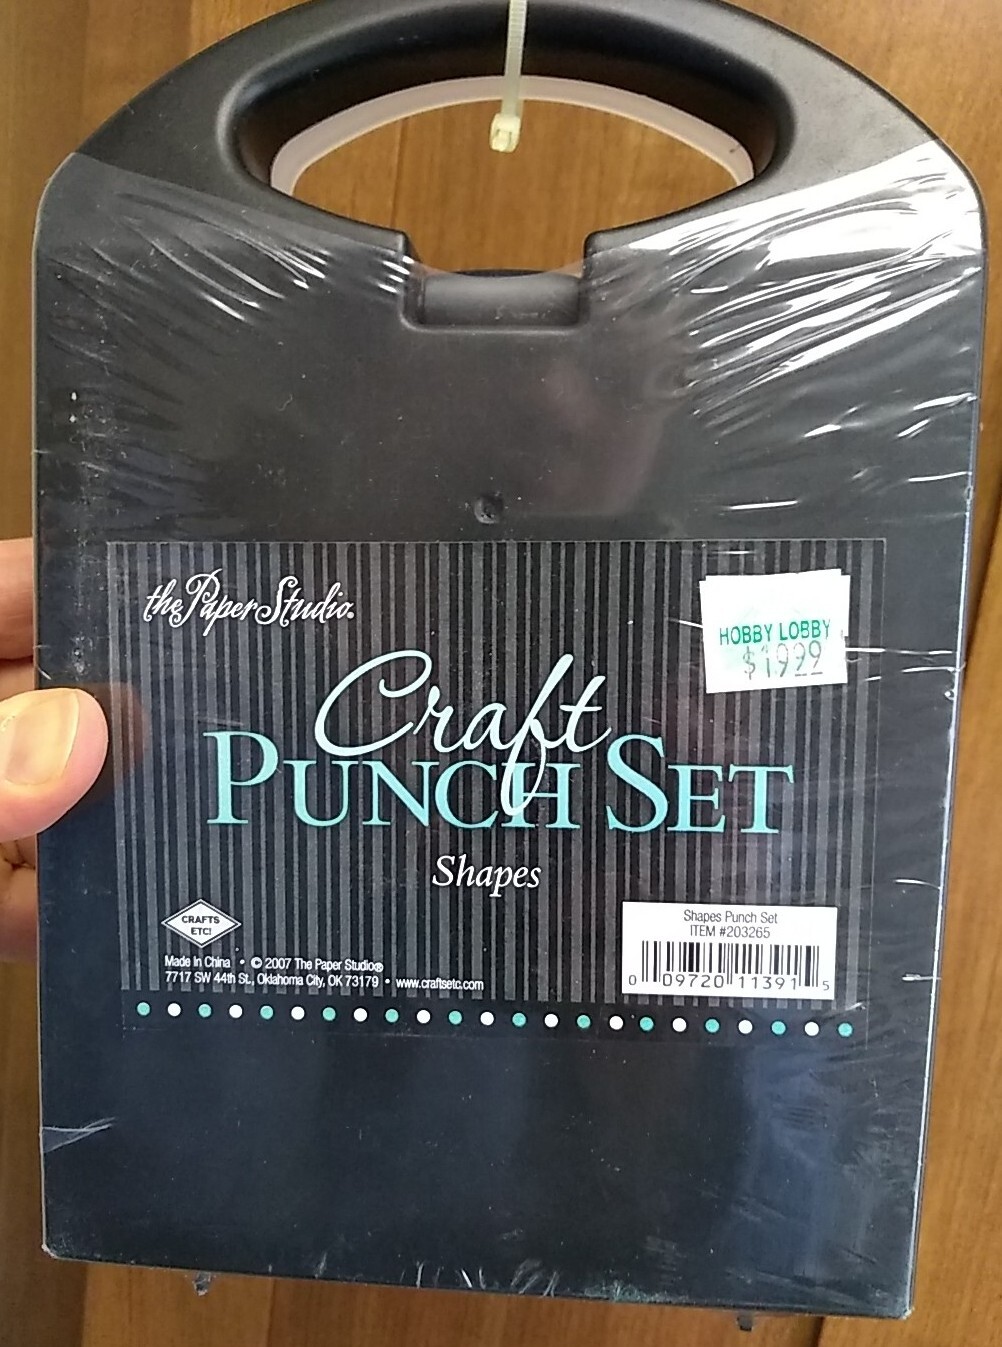 the Paper Studio®
HOBBY LOBBY
$19.99
Craft
PUNCH SET
Shapes
CRAFTS
ETC!
Made In China • © 2007 The Paper Studio®
7717 SW 44th St., Oklahoma City, OK 73179 • www.craftsetc.com
Shapes Punch Set
ITEM #203265
0 09720 11391 5